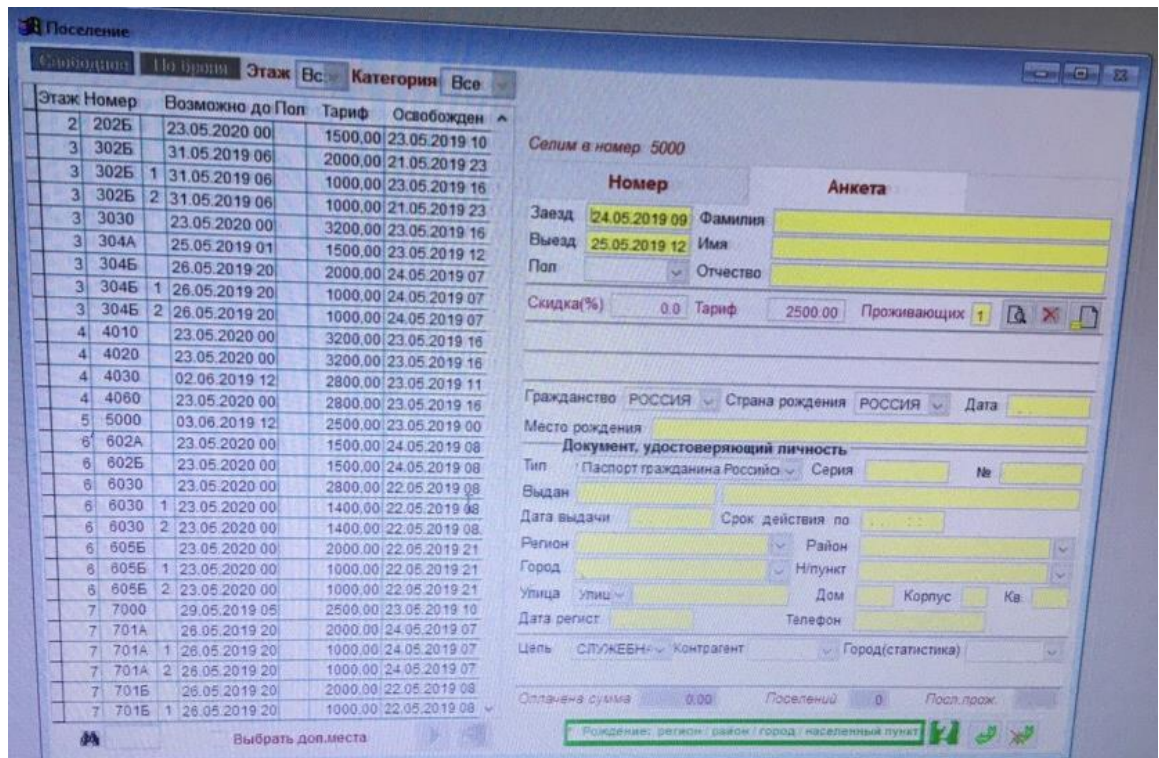 Поселение
Свободное По брони Этаж Вс Категория Все
Этаж Номер Возможно до Пол Тариф Освобожден
2 202Б 23.05.2020 00 1500,00 23.05.2019 10
3 302Б 31.05.2019 06 2000,00 21.05.2019 23
3 302Б 1 31.05.2019 06 1000,00 23.05.2019 16
3 302Б 2 31.05.2019 06 1000,00 21.05.2019 23
3 3030 23.05.2020 00 3200,00 23.05.2019 16
3 304А 25.05.2019 01 1500,00 23.05.2019 12
3 304Б 26.05.2019 20 2000,00 24.05.2019 07
3 304Б 1 26.05.2019 20 1000,00 24.05.2019 07
3 304Б 2 26.05.2019 20 1000,00 24.05.2019 07
4 4010 23.05.2020 00 3200,00 23.05.2019 16
4 4020 23.05.2020 00 3200,00 23.05.2019 16
4 4030 02.06.2019 12 2800,00 23.05.2019 11
4 4060 23.05.2020 00 2800,00 23.05.2019 16
5 5000 03.06.2019 12 2500,00 23.05.2019 00
6 602А 23.05.2020 00 1500,00 24.05.2019 08
6 602Б 23.05.2020 00 1500,00 24.05.2019 08
6 6030 23.05.2020 00 2800,00 22.05.2019 08
6 6030 1 23.05.2020 00 1400,00 22.05.2019 08
6 6030 2 23.05.2020 00 1400,00 22.05.2019 08
6 605Б 23.05.2020 00 2000,00 22.05.2019 21
6 605Б 1 23.05.2020 00 1000,00 22.05.2019 21
6 605Б 2 23.05.2020 00 1000,00 22.05.2019 21
7 7000 29.05.2019 05 2500,00 23.05.2019 10
7 701А 26.05.2019 20 2000,00 24.05.2019 07
7 701А 1 26.05.2019 20 1000,00 24.05.2019 07
7 701А 2 26.05.2019 20 1000,00 24.05.2019 07
7 701Б 26.05.2019 20 2000,00 22.05.2019 08
7 701Б 1 26.05.2019 20 1000,00 22.05.2019 08
Выбрать доп.места
Селим в номер 5000
Номер Анкета
Заезд 24.05.2019 09 Фамилия
Выезд 25.05.2019 12 Имя
Пол Отчество
Скидка(%) 0.0 Тариф 2500.00 Проживающих 1
Гражданство РОССИЯ Страна рождения РОССИЯ Дата
Место рождения
Документ, удостоверяющий личность
Тип Паспорт гражданина Российс Серия №
Выдан
Дата выдачи Срок действия по
Регион Район
Город Н/пункт
Улица Улиц Дом Корпус Кв.
Дата регист. Телефон
Цель СЛУЖЕБН Контрагент Город(статистика)
Оплачена сумма 0.00 Поселений 0 Посл.прож.
* Рождение: регион / район / город / населенный пункт